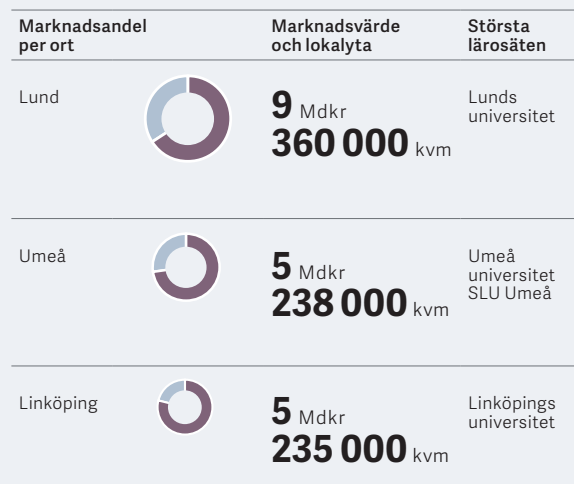 Marknadsandel
per ort
Marknadsvärde
och lokalyta
Största
lärosäten
Lund
9 Mdkr
360 000 kvm
Lunds
universitet
Umeå
5 Mdkr
238 000 kvm
Umeå
universitet
SLU Umeå
Linköping
5 Mdkr
235 000 kvm
Linköpings
universitet